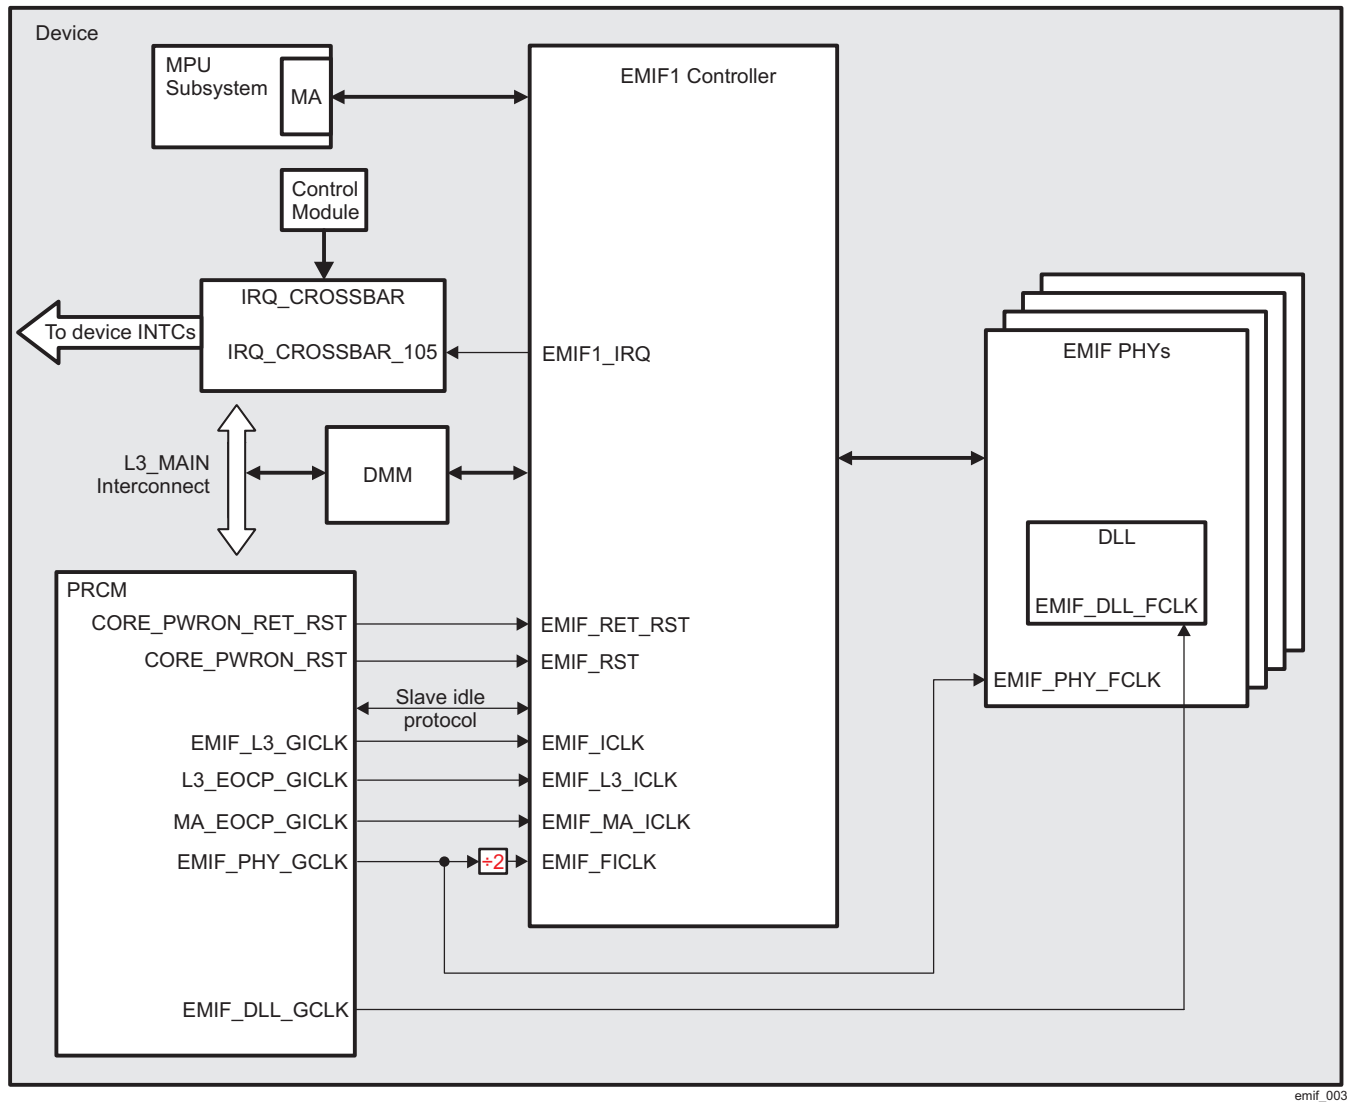 Device
MPU
Subsystem
MA
EMIF1 Controller
Control
Module
IRQ_CROSSBAR
To device INTCs
IRQ_CROSSBAR_105
EMIF1_IRQ
EMIF PHYs
L3_MAIN
Interconnect
DMM
DLL
EMIF_DLL_FCLK
EMIF_PHY_FCLK
PRCM
CORE_PWRON_RET_RST
EMIF_RET_RST
CORE_PWRON_RST
EMIF_RST
Slave idle
protocol
EMIF_L3_GICLK
EMIF_ICLK
L3_EOCP_GICLK
EMIF_L3_ICLK
MA_EOCP_GICLK
EMIF_MA_ICLK
EMIF_PHY_GCLK
÷2
EMIF_FICLK
EMIF_DLL_GCLK
emif_003